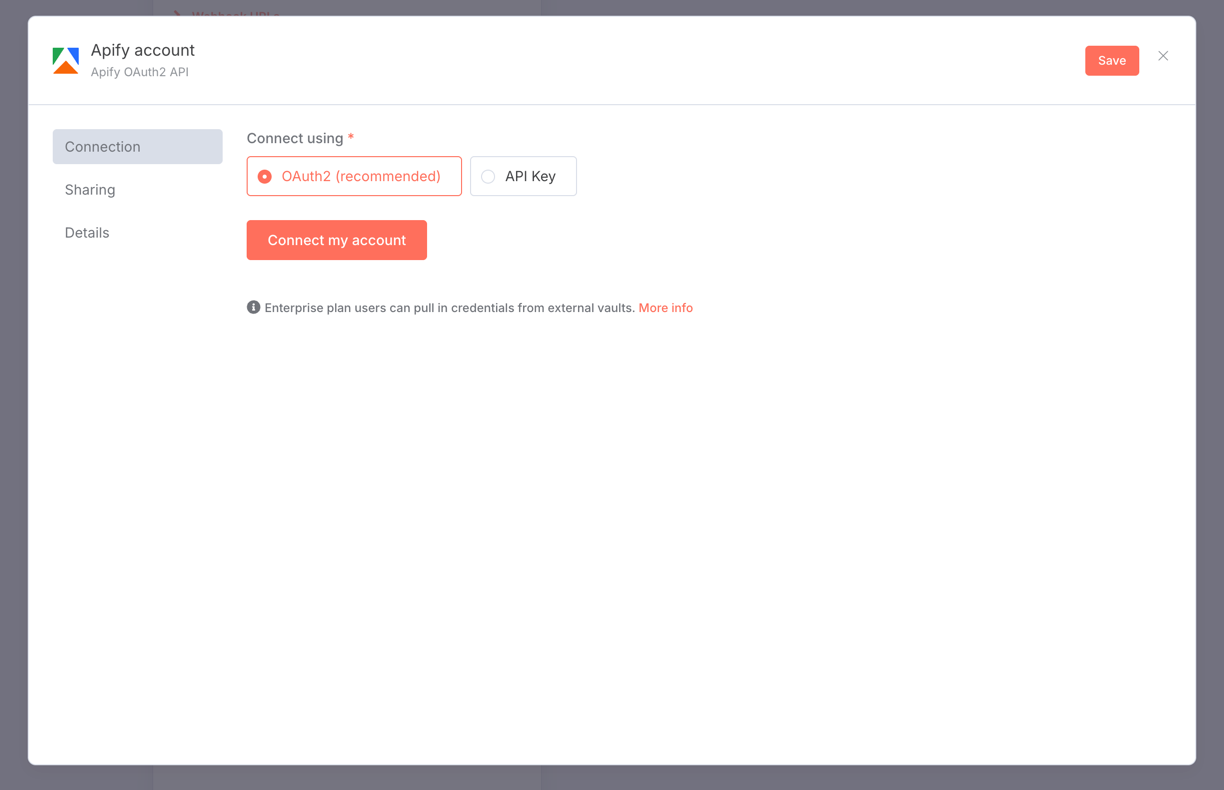 Webhook URLs
Apify account
Apify OAuth2 API
Save
Connection
Sharing
Details
Connect using *
OAuth2 (recommended)
API Key
Connect my account
Enterprise plan users can pull in credentials from external vaults. More info